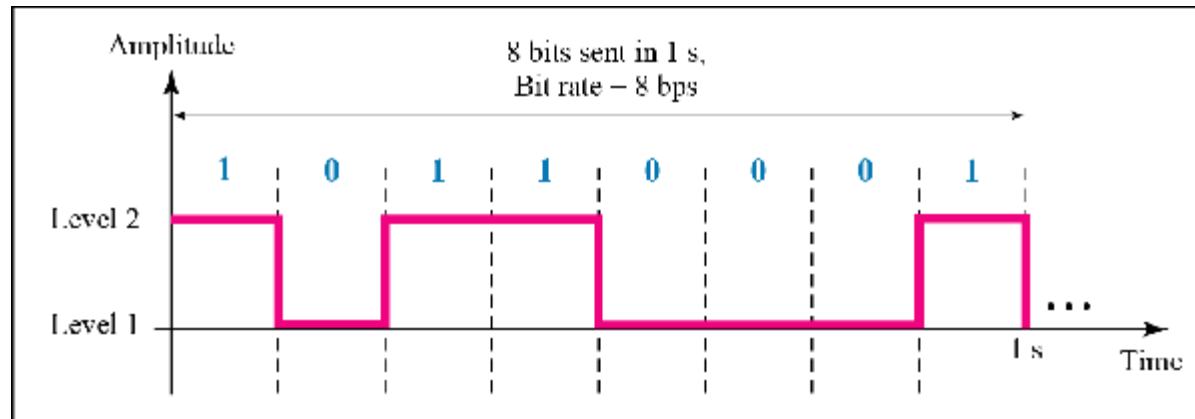 Amplitude
8 bits sent in 1 s,
Bit rate = 8 bps
1 0 1 1 0 0 0 1
Level 2
Level 1
...
1 s
Time